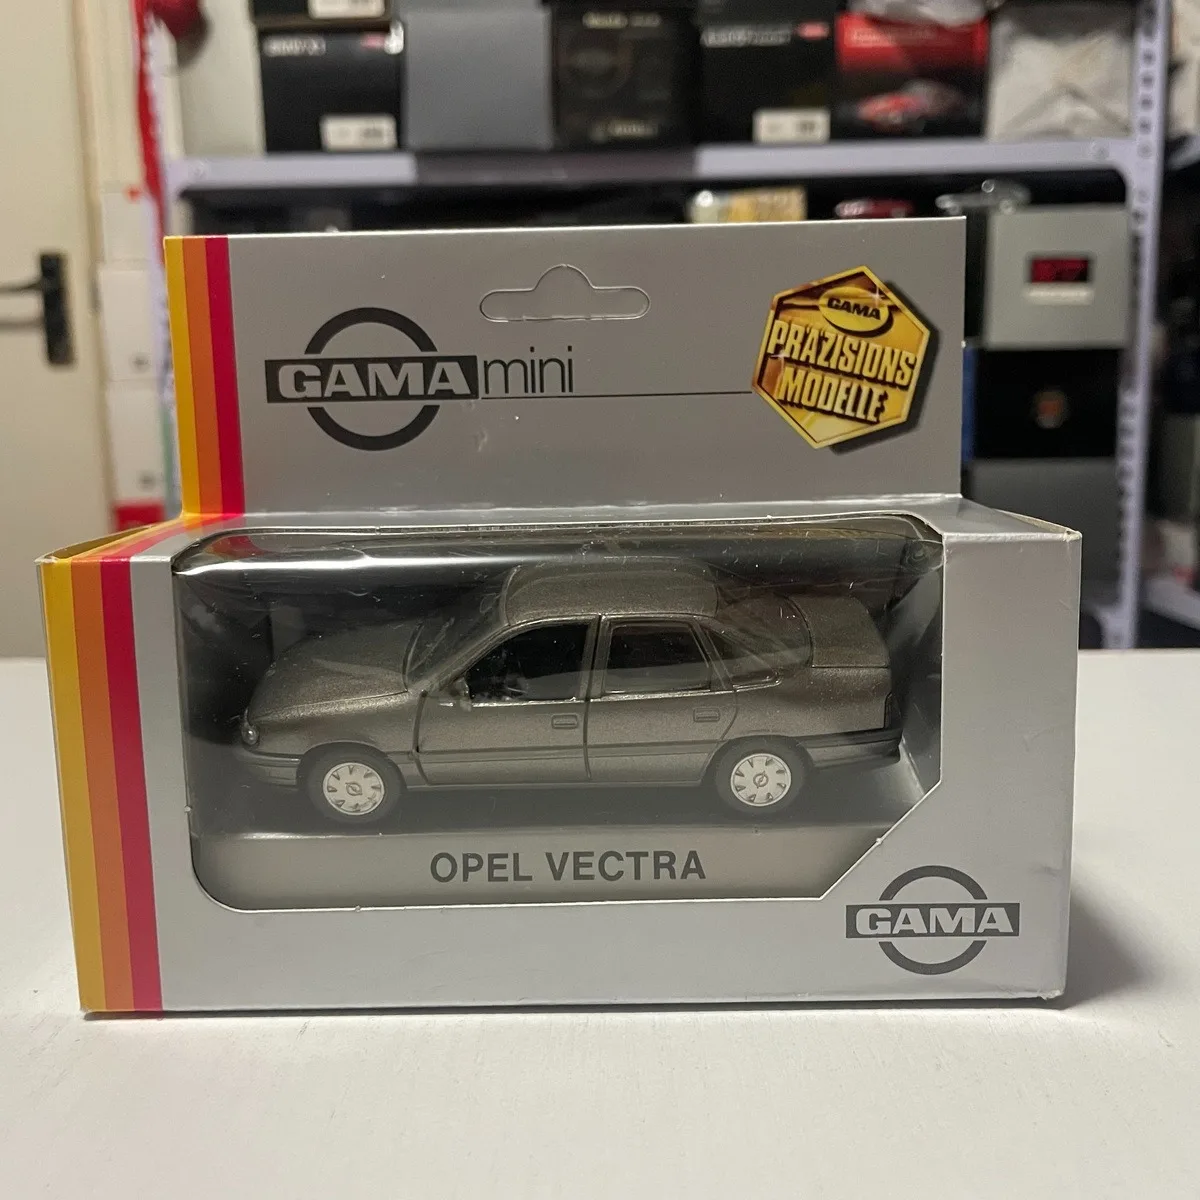 GAMA mini
GAMA
PRÄZISIONS
MODELLE
OPEL VECTRA
GAMA